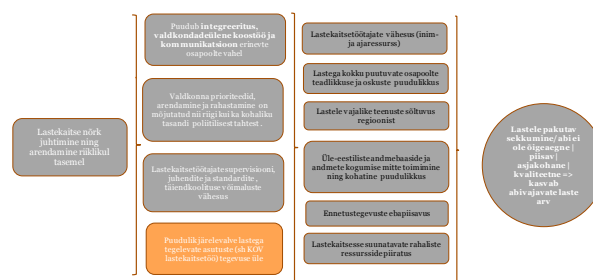 Lastekaitse nõrk
juhtimine ning
arendamine riiklikul
tasemel
Puudub integreeritus,
valdkondadeülene koostöö ja
kommunikatsioon erinevte
osapoolte vahel
Valdkonna prioriteedid,
arendamine ja rahastamine on
mõjutatud nii riigi kui ka kohaliku
tasandi poliitilisest tahtest .
Lastekaitsetöötajate supervisiooni,
juhendite ja standardite ,
täiendkoolituse võimaluste
vähesus
Puudulik järelevalve lastega
tegelevate asutuste (sh KOV
lastekaitsetöö) tegevuse üle
Lastekaitsetöötajate vähesus (inim-
ja ajaressurss)
Lastega kokku puutuvate osapoolte
teadlikkuse ja oskuste puudulikkus
Lastele vajalike teenuste sõltuvus
regioonist
Üle-eestiliste andmebaaside ja
andmete kogumise mitte toimimine
ning kohatine puudulikkus
Ennetustegevuste ebapiisavus
Lastekaitsesse suunatavate rahaliste
ressursside piiratus
Lastele pakutav
sekkumine/abi ei
ole õigeaegne |
piisav |
asjakohane |
kvaliteetne =>
kasvab
abivajavate laste
arv